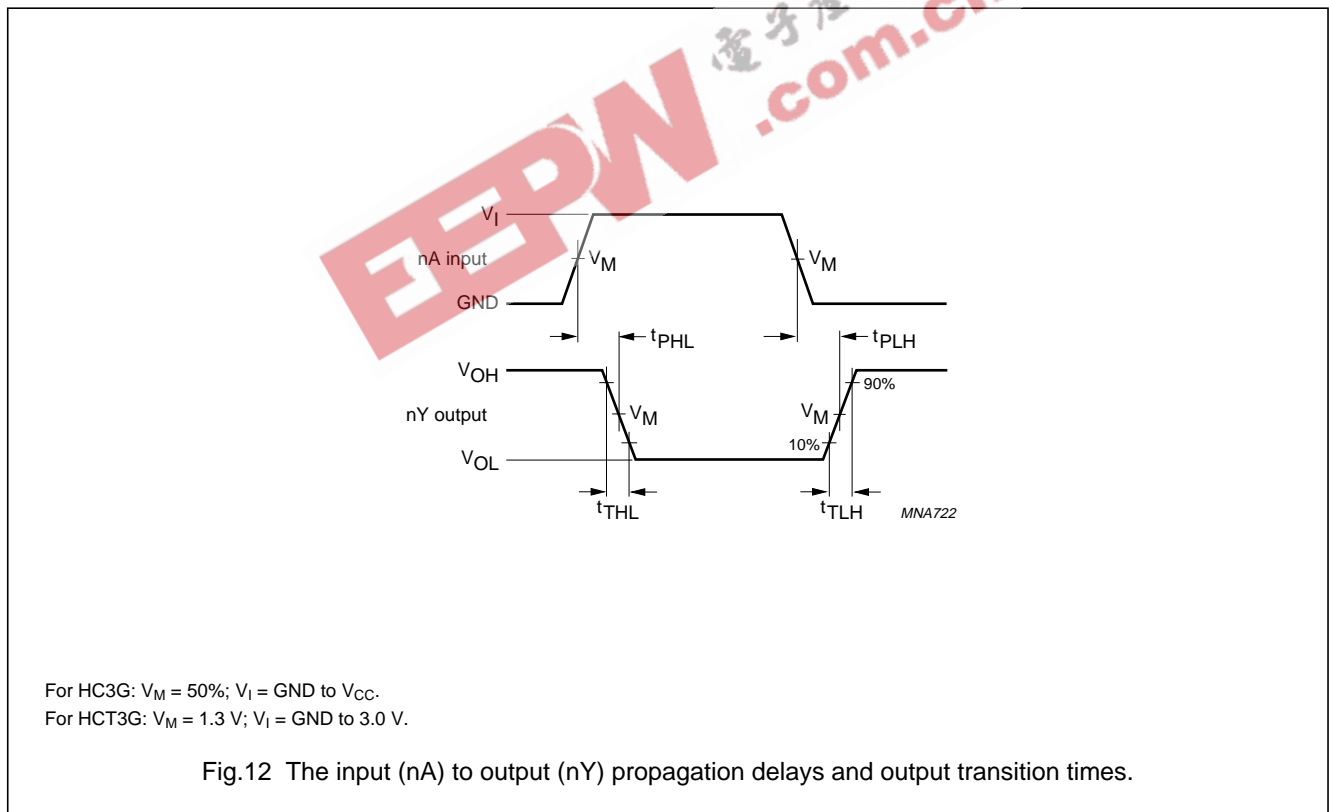 EEPW
.com.cn
V_I
nA input
V_M
V_M
GND
t_PHL
t_PLH
V_OH
90%
nY output
V_M
V_M
10%
V_OL
t_THL
t_TLH
MNA722
For HC3G: V_M = 50%; V_I = GND to V_CC.
For HCT3G: V_M = 1.3 V; V_I = GND to 3.0 V.
Fig.12 The input (nA) to output (nY) propagation delays and output transition times.